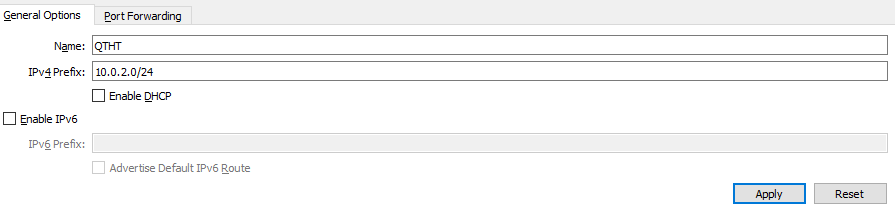 General Options Port Forwarding
Name: QTHT
IPv4 Prefix: 10.0.2.0/24
Enable DHCP
Enable IPv6
IPv6 Prefix:
Advertise Default IPv6 Route
Apply Reset